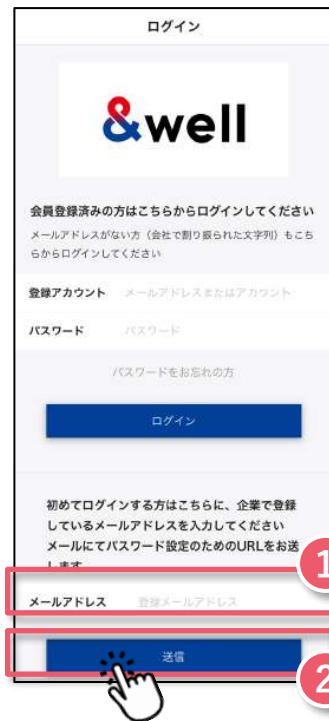 ログイン
&well
会員登録済みの方はこちらからログインしてください
メールアドレスがない方（会社で割り振られた文字列）もこち
らからログインしてください
登録アカウント メールアドレスまたはアカウント
パスワード パスワード
パスワードをお忘れの方
ログイン
初めてログインする方はこちらに、企業で登録
しているメールアドレスを入力してください
メールにてパスワード設定のためのURLをお送
します
1
メールアドレス 登録メールアドレス
送信
2